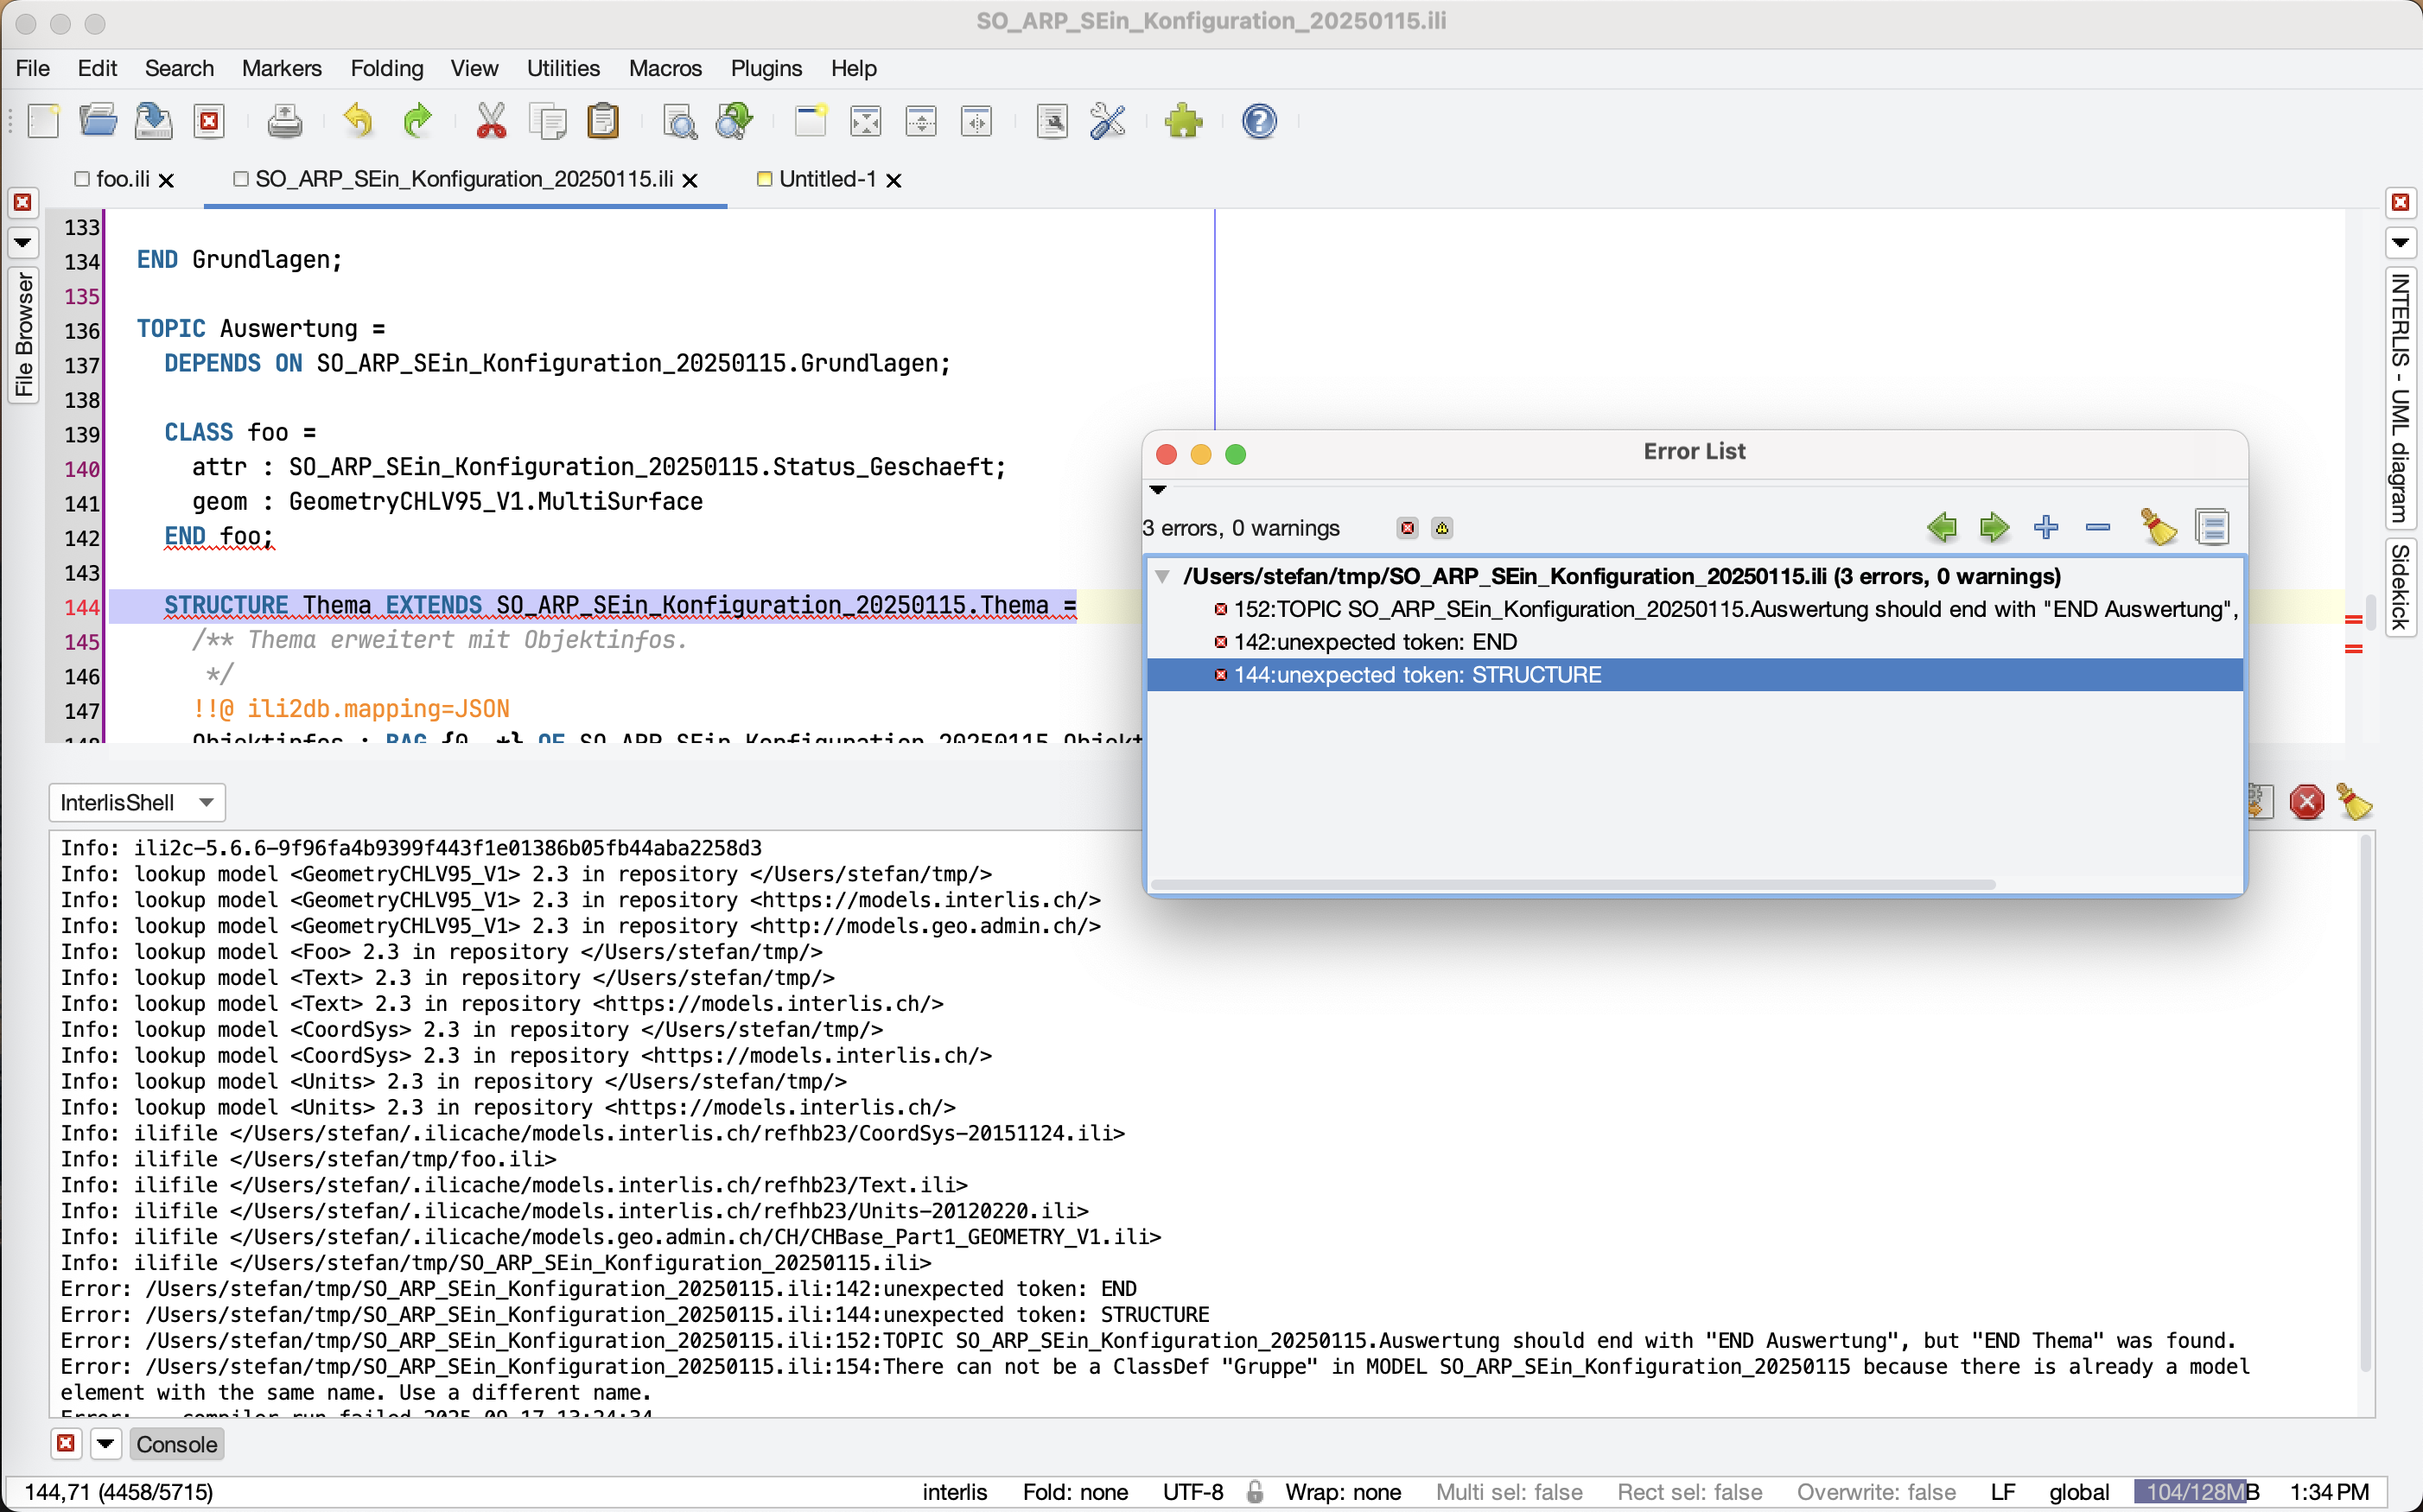 SO_ARP_SEin_Konfiguration_20250115.ili
File Edit Search Markers Folding View Utilities Macros Plugins Help
foo.ili SO_ARP_SEin_Konfiguration_20250115.ili Untitled-1
File Browser
133
134 END Grundlagen;
135
136 TOPIC Auswertung =
137 DEPENDS ON SO_ARP_SEin_Konfiguration_20250115.Grundlagen;
138
139 CLASS foo =
140 attr : SO_ARP_SEin_Konfiguration_20250115.Status_Geschaeft;
141 geom : GeometryCHLV95_V1.MultiSurface
142 END foo;
143
144 STRUCTURE Thema EXTENDS SO_ARP_SEin_Konfiguration_20250115.Thema =
145 /** Thema erweitert mit Objektinfos.
146 */
147 !!@ ili2db.mapping=JSON
148 Objektinfos : BAG {0..*} OF SO_ARP_SEin_Konfiguration_20250115.Objekt
INTERLIS - UML diagram
Sidekick
Error List
3 errors, 0 warnings
/Users/stefan/tmp/SO_ARP_SEin_Konfiguration_20250115.ili (3 errors, 0 warnings)
152:TOPIC SO_ARP_SEin_Konfiguration_20250115.Auswertung should end with "END Auswertung",
142:unexpected token: END
144:unexpected token: STRUCTURE
InterlisShell
Info: ili2c-5.6.6-9f96fa4b9399f443f1e01386b05fb44aba2258d3
Info: lookup model <GeometryCHLV95_V1> 2.3 in repository </Users/stefan/tmp/>
Info: lookup model <GeometryCHLV95_V1> 2.3 in repository <https://models.interlis.ch/>
Info: lookup model <GeometryCHLV95_V1> 2.3 in repository <http://models.geo.admin.ch/>
Info: lookup model <Foo> 2.3 in repository </Users/stefan/tmp/>
Info: lookup model <Text> 2.3 in repository </Users/stefan/tmp/>
Info: lookup model <Text> 2.3 in repository <https://models.interlis.ch/>
Info: lookup model <CoordSys> 2.3 in repository </Users/stefan/tmp/>
Info: lookup model <CoordSys> 2.3 in repository <https://models.interlis.ch/>
Info: lookup model <Units> 2.3 in repository </Users/stefan/tmp/>
Info: lookup model <Units> 2.3 in repository <https://models.interlis.ch/>
Info: ilifile </Users/stefan/.ilicache/models.interlis.ch/refhb23/CoordSys-20151124.ili>
Info: ilifile </Users/stefan/tmp/foo.ili>
Info: ilifile </Users/stefan/.ilicache/models.interlis.ch/refhb23/Text.ili>
Info: ilifile </Users/stefan/.ilicache/models.interlis.ch/refhb23/Units-20120220.ili>
Info: ilifile </Users/stefan/.ilicache/models.geo.admin.ch/CH/CHBase_Part1_GEOMETRY_V1.ili>
Info: ilifile </Users/stefan/tmp/SO_ARP_SEin_Konfiguration_20250115.ili>
Error: /Users/stefan/tmp/SO_ARP_SEin_Konfiguration_20250115.ili:142:unexpected token: END
Error: /Users/stefan/tmp/SO_ARP_SEin_Konfiguration_20250115.ili:144:unexpected token: STRUCTURE
Error: /Users/stefan/tmp/SO_ARP_SEin_Konfiguration_20250115.ili:152:TOPIC SO_ARP_SEin_Konfiguration_20250115.Auswertung should end with "END Auswertung", but "END Thema" was found.
Error: /Users/stefan/tmp/SO_ARP_SEin_Konfiguration_20250115.ili:154:There can not be a ClassDef "Gruppe" in MODEL SO_ARP_SEin_Konfiguration_20250115 because there is already a model
element with the same name. Use a different name.
Error: ...compiler run failed 2025-09-17 13:24:34
Console
144,71 (4458/5715) interlis Fold: none UTF-8 Wrap: none Multi sel: false Rect sel: false Overwrite: false LF global 104/128MB 1:34 PM